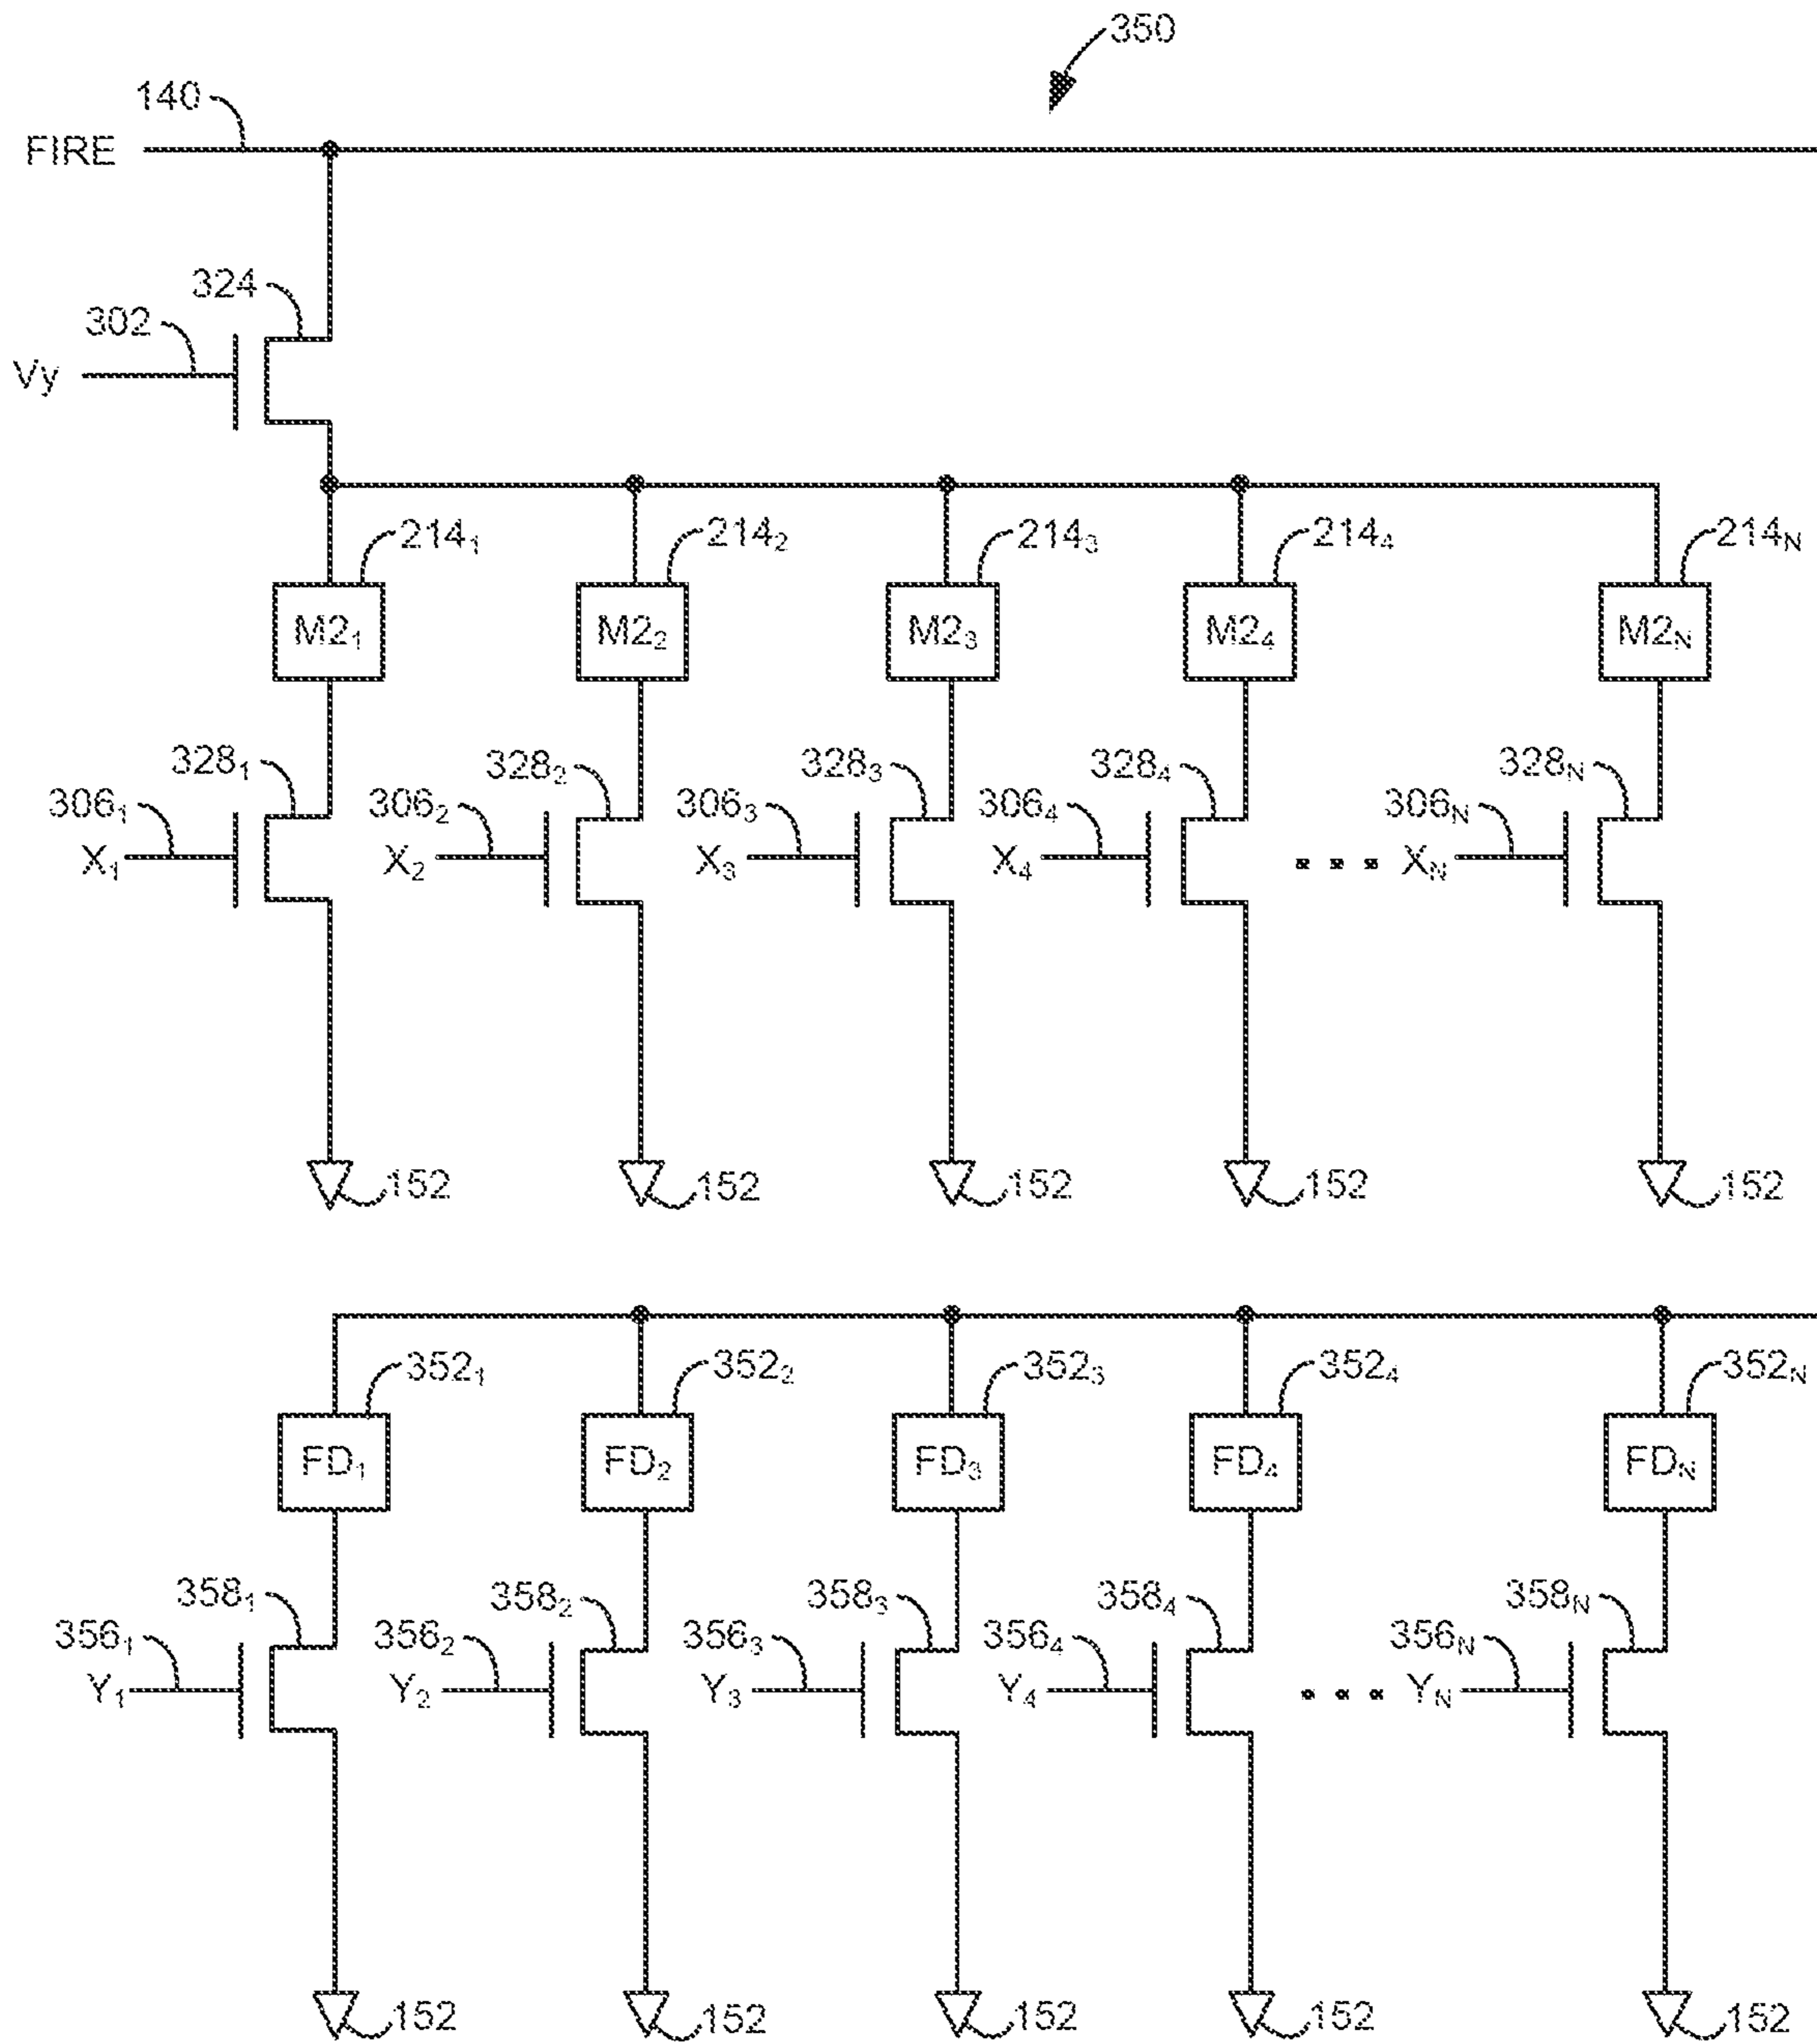 350
140
FIRE
324
302
Vy
214₁ 214₂ 214₃ 214₄ 214N
M2₁ M2₂ M2₃ M2₄ M2N
328₁ 328₂ 328₃ 328₄ 328N
306₁ 306₂ 306₃ 306₄ 306N
X₁ X₂ X₃ X₄ ... XN
152 152 152 152 152
352₁ 352₂ 352₃ 352₄ 352N
FD₁ FD₂ FD₃ FD₄ FDN
358₁ 358₂ 358₃ 358₄ 358N
356₁ 356₂ 356₃ 356₄ 356N
Y₁ Y₂ Y₃ Y₄ ... YN
152 152 152 152 152